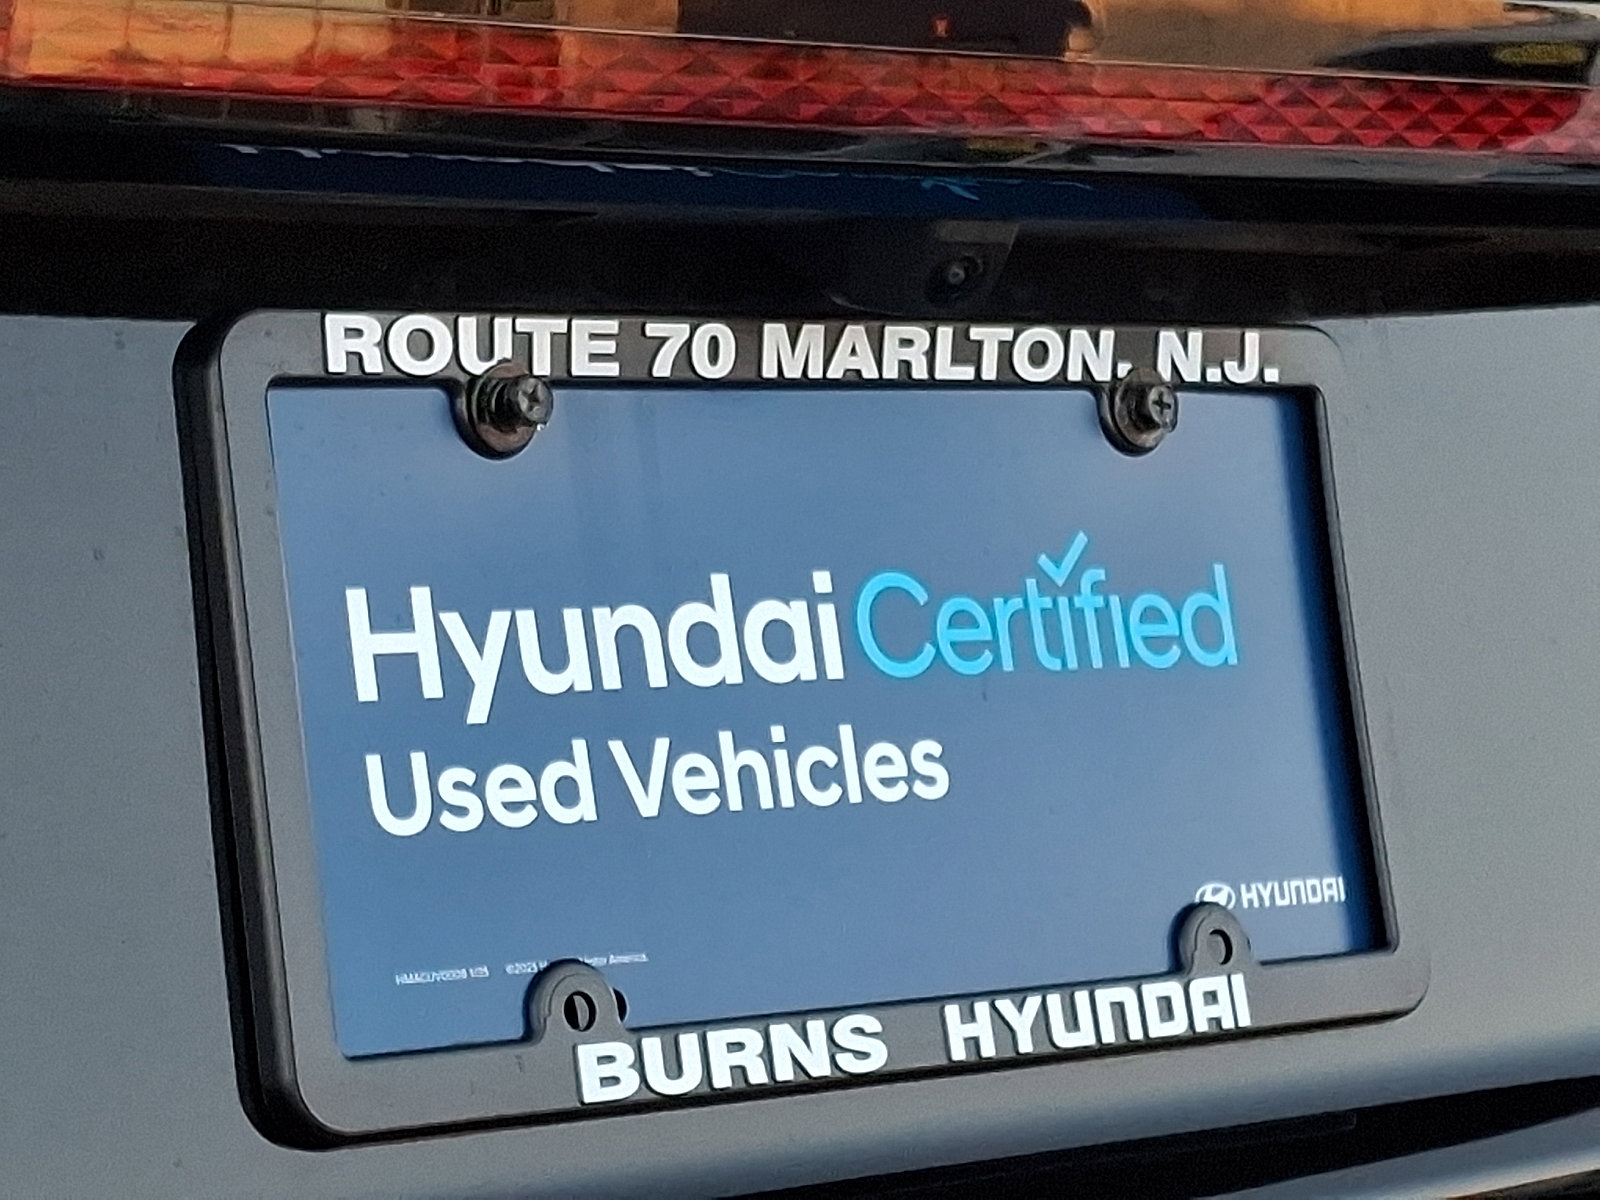 ROUTE 70 MARLTON, N.J.
Hyundai Certified
Used Vehicles
HYUNDAI
BURNS HYUNDAI